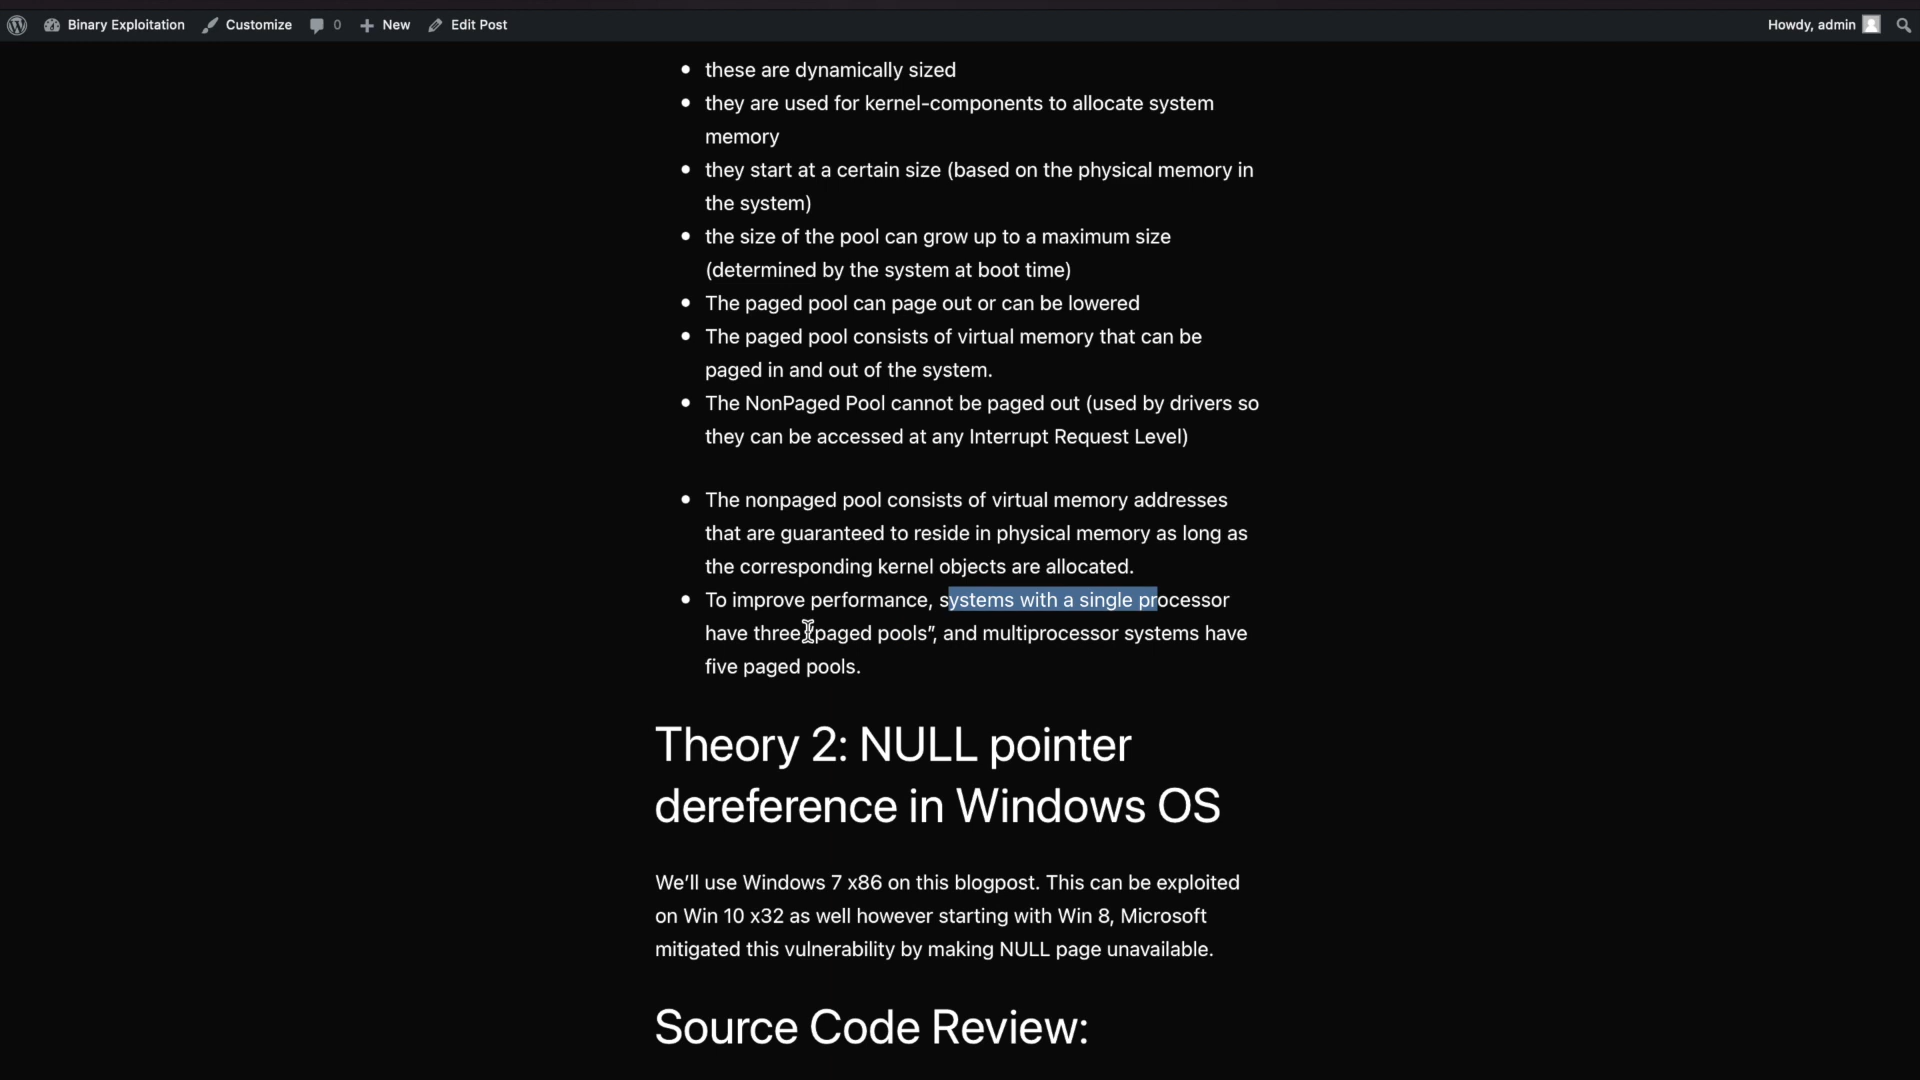 Binary Exploitation Customize 0 New Edit Post Howdy, admin
these are dynamically sized
they are used for kernel-components to allocate system
memory
they start at a certain size (based on the physical memory in
the system)
the size of the pool can grow up to a maximum size
(determined by the system at boot time)
The paged pool can page out or can be lowered
The paged pool consists of virtual memory that can be
paged in and out of the system.
The NonPaged Pool cannot be paged out (used by drivers so
they can be accessed at any Interrupt Request Level)
The nonpaged pool consists of virtual memory addresses
that are guaranteed to reside in physical memory as long as
the corresponding kernel objects are allocated.
To improve performance, systems with a single processor
have three “paged pools”, and multiprocessor systems have
five paged pools.
Theory 2: NULL pointer
dereference in Windows OS
We’ll use Windows 7 x86 on this blogpost. This can be exploited
on Win 10 x32 as well however starting with Win 8, Microsoft
mitigated this vulnerability by making NULL page unavailable.
Source Code Review: